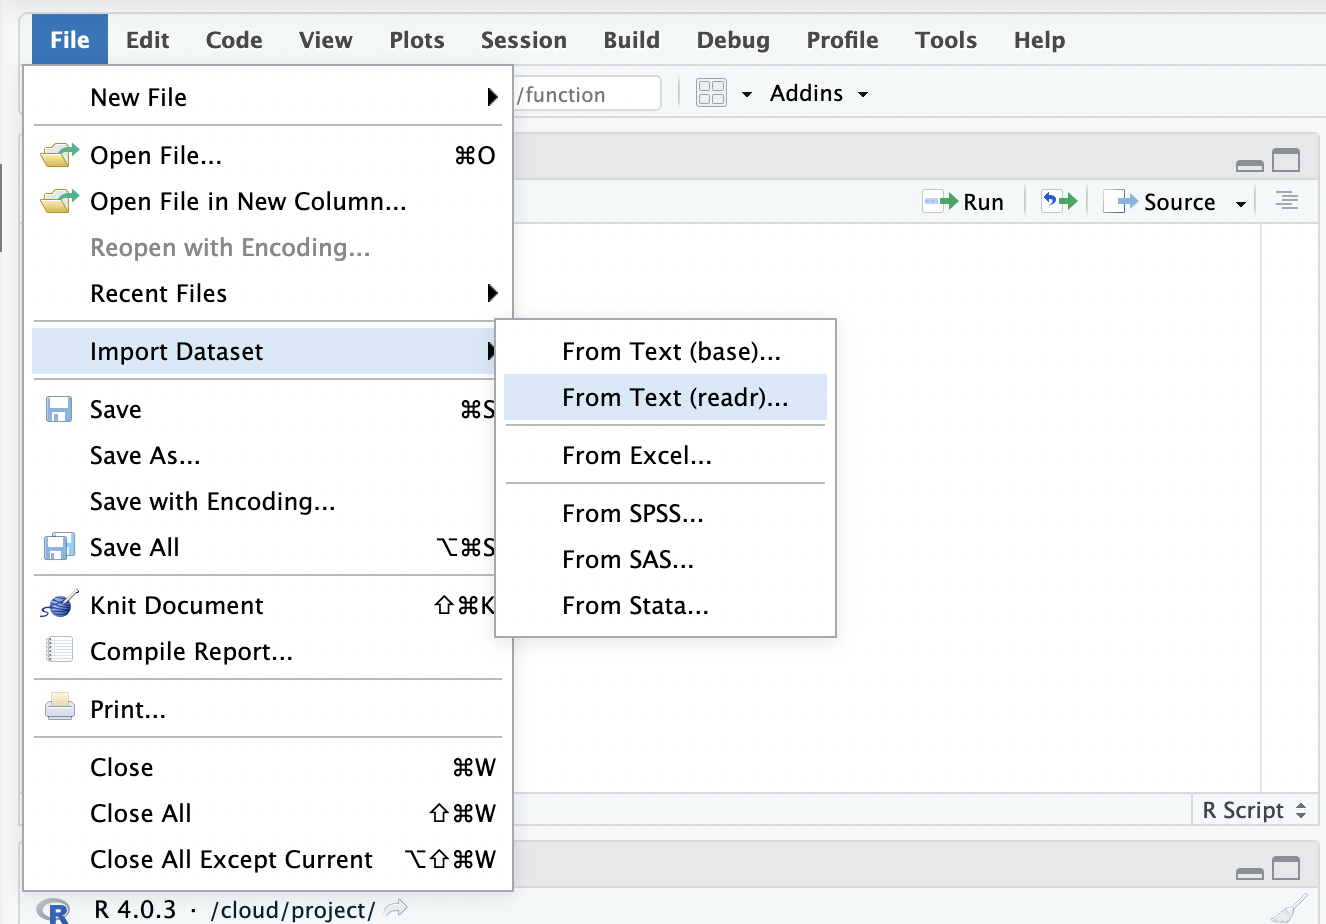 File Edit Code View Plots Session Build Debug Profile Tools Help
/function Addins
New File
Open File... ⌘O
Open File in New Column...
Reopen with Encoding...
Recent Files
Import Dataset
Save ⌘S
Save As...
Save with Encoding...
Save All ⌥⌘S
Knit Document ⇧⌘K
Compile Report...
Print...
Close ⌘W
Close All ⇧⌘W
Close All Except Current ⌥⇧⌘W
From Text (base)...
From Text (readr)...
From Excel...
From SPSS...
From SAS...
From Stata...
Run Source
R Script
R R 4.0.3 · /cloud/project/